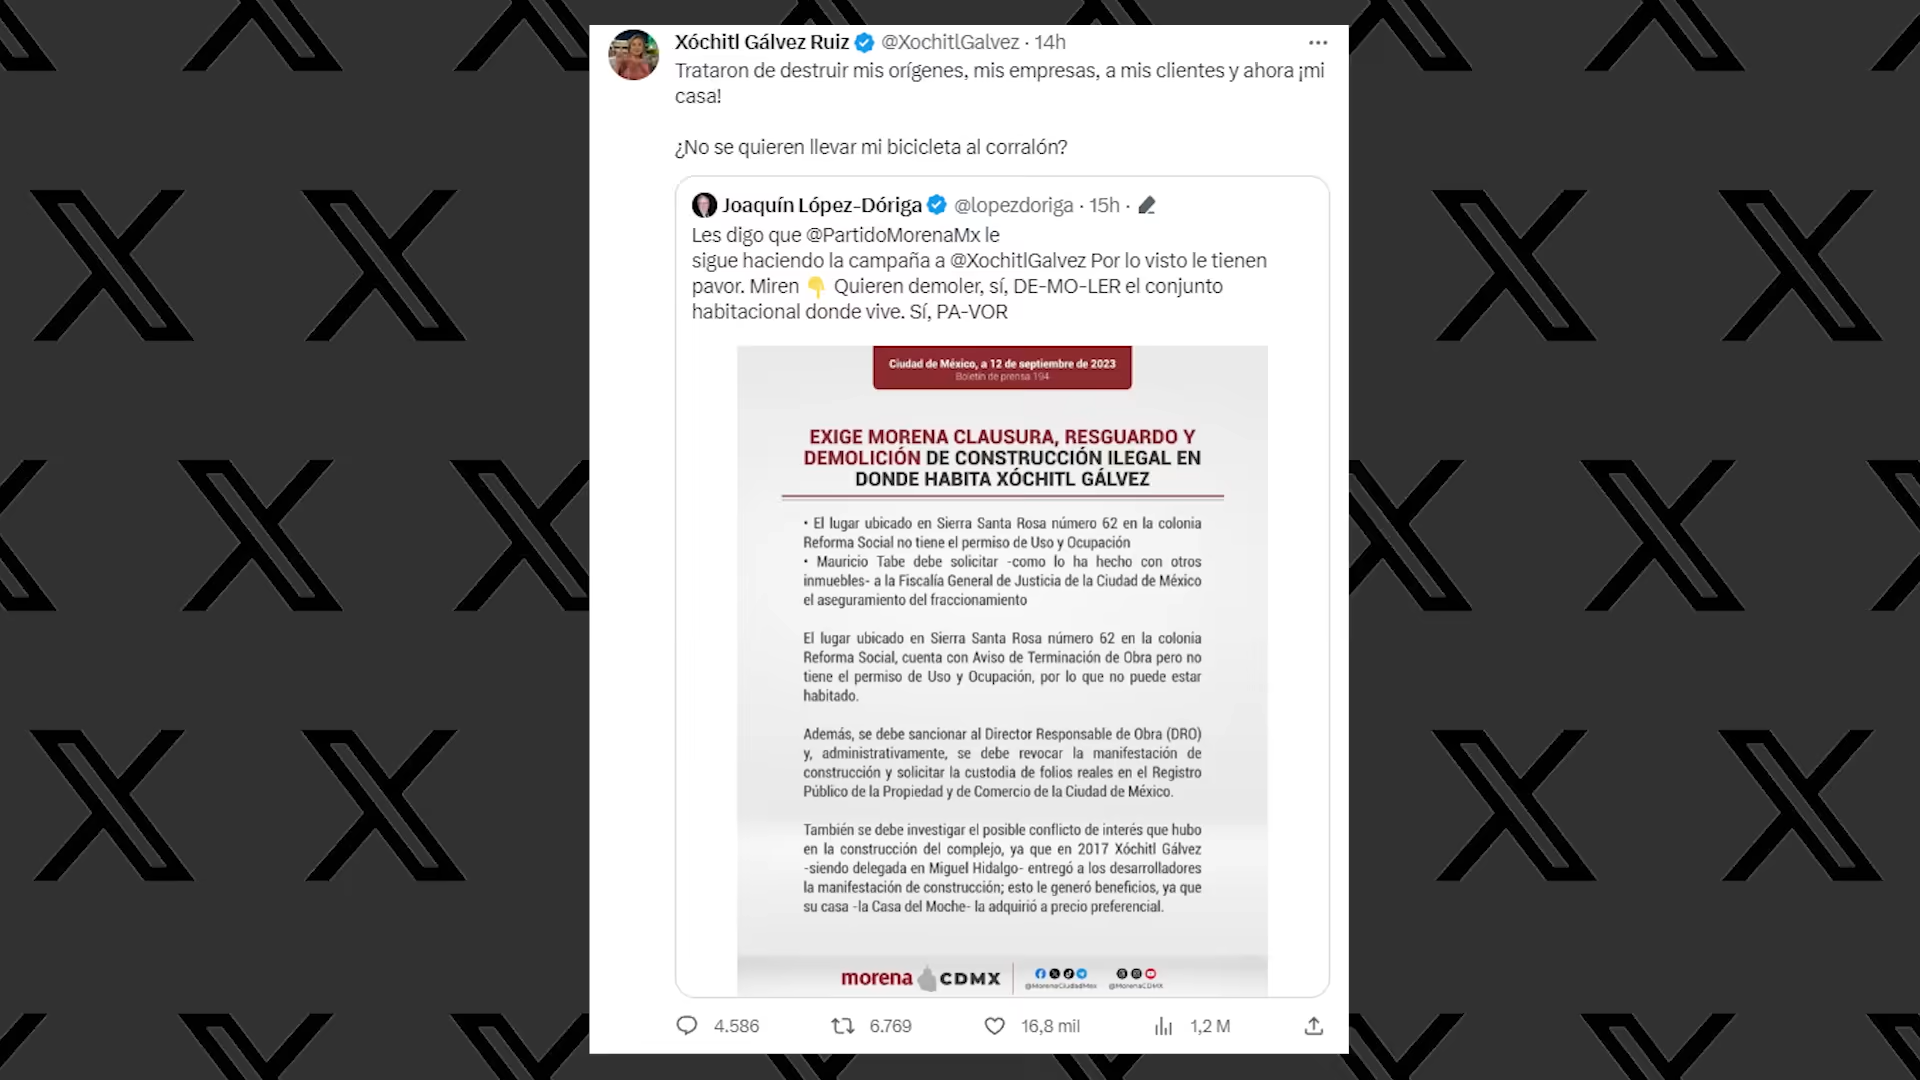 Xóchitl Gálvez Ruiz @XochitlGalvez · 14h
Trataron de destruir mis orígenes, mis empresas, a mis clientes y ahora ¡mi
casa!
¿No se quieren llevar mi bicicleta al corralón?
Joaquín López-Dóriga @lopezdoriga · 15h ·
Les digo que @PartidoMorenaMx le
sigue haciendo la campaña a @XochitlGalvez Por lo visto le tienen
pavor. Miren 👇 Quieren demoler, sí, DE-MO-LER el conjunto
habitacional donde vive. Sí, PA-VOR
Ciudad de México, a 12 de septiembre de 2023
Boletín de prensa 194
EXIGE MORENA CLAUSURA, RESGUARDO Y
DEMOLICIÓN DE CONSTRUCCIÓN ILEGAL EN
DONDE HABITA XÓCHITL GÁLVEZ
• El lugar ubicado en Sierra Santa Rosa número 62 en la colonia
Reforma Social no tiene el permiso de Uso y Ocupación
• Mauricio Tabe debe solicitar -como lo ha hecho con otros
inmuebles- a la Fiscalía General de Justicia de la Ciudad de México
el aseguramiento del fraccionamiento
El lugar ubicado en Sierra Santa Rosa número 62 en la colonia
Reforma Social, cuenta con Aviso de Terminación de Obra pero no
tiene el permiso de Uso y Ocupación, por lo que no puede estar
habitado.
Además, se debe sancionar al Director Responsable de Obra (DRO)
y, administrativamente, se debe revocar la manifestación de
construcción y solicitar la custodia de folios reales en el Registro
Público de la Propiedad y de Comercio de la Ciudad de México.
También se debe investigar el posible conflicto de interés que hubo
en la construcción del complejo, ya que en 2017 Xóchitl Gálvez
-siendo delegada en Miguel Hidalgo- entregó a los desarrolladores
la manifestación de construcción; esto le generó beneficios, ya que
su casa -la Casa del Moche- la adquirió a precio preferencial.
morena CDMX
@MorenaCiudadMex @MorenaCDMX
4.586 6.769 16,8 mil 1,2 M